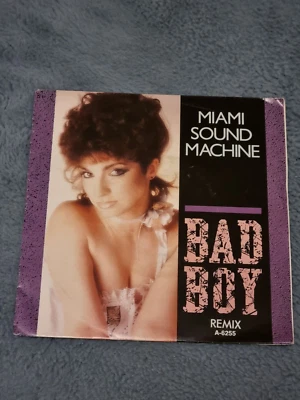 MIAMI
SOUND
MACHINE
BAD
BOY
REMIX
A-6255